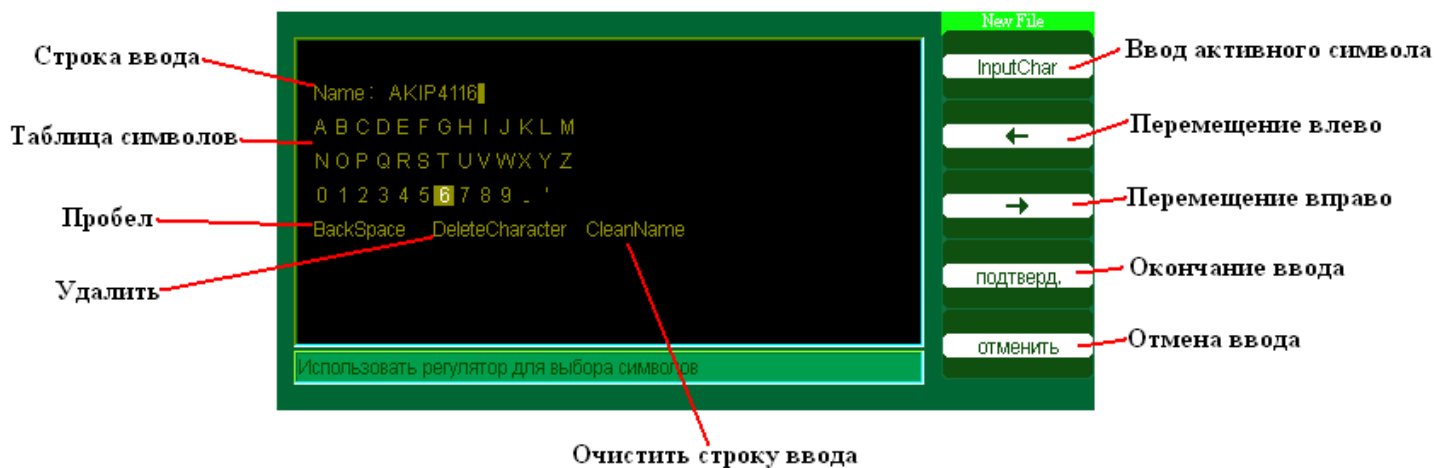 New File
Строка ввода
InputChar
Ввод активного символа
Name: AKIP4116
Таблица символов
A B C D E F G H I J K L M
←
Перемещение влево
N O P Q R S T U V W X Y Z
0 1 2 3 4 5 6 7 8 9 _ '
→
Перемещение вправо
Пробел
BackSpace DeleteCharacter CleanName
подтверд.
Окончание ввода
Удалить
отменить
Отмена ввода
Использовать регулятор для выбора символов
Очистить строку ввода